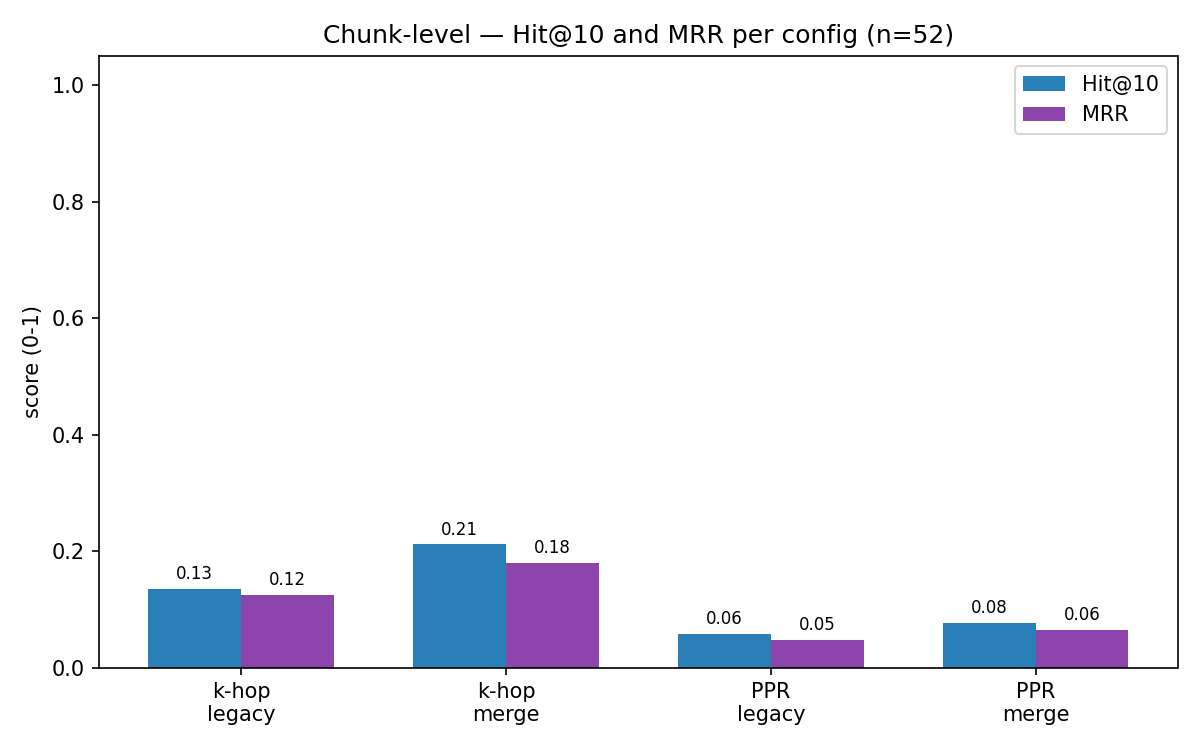 Chunk-level — Hit@10 and MRR per config (n=52)
Hit@10
MRR
score (0-1)
1.0
0.8
0.6
0.4
0.2
0.0
0.13
0.12
0.21
0.18
0.06
0.05
0.08
0.06
k-hop
legacy
k-hop
merge
PPR
legacy
PPR
merge